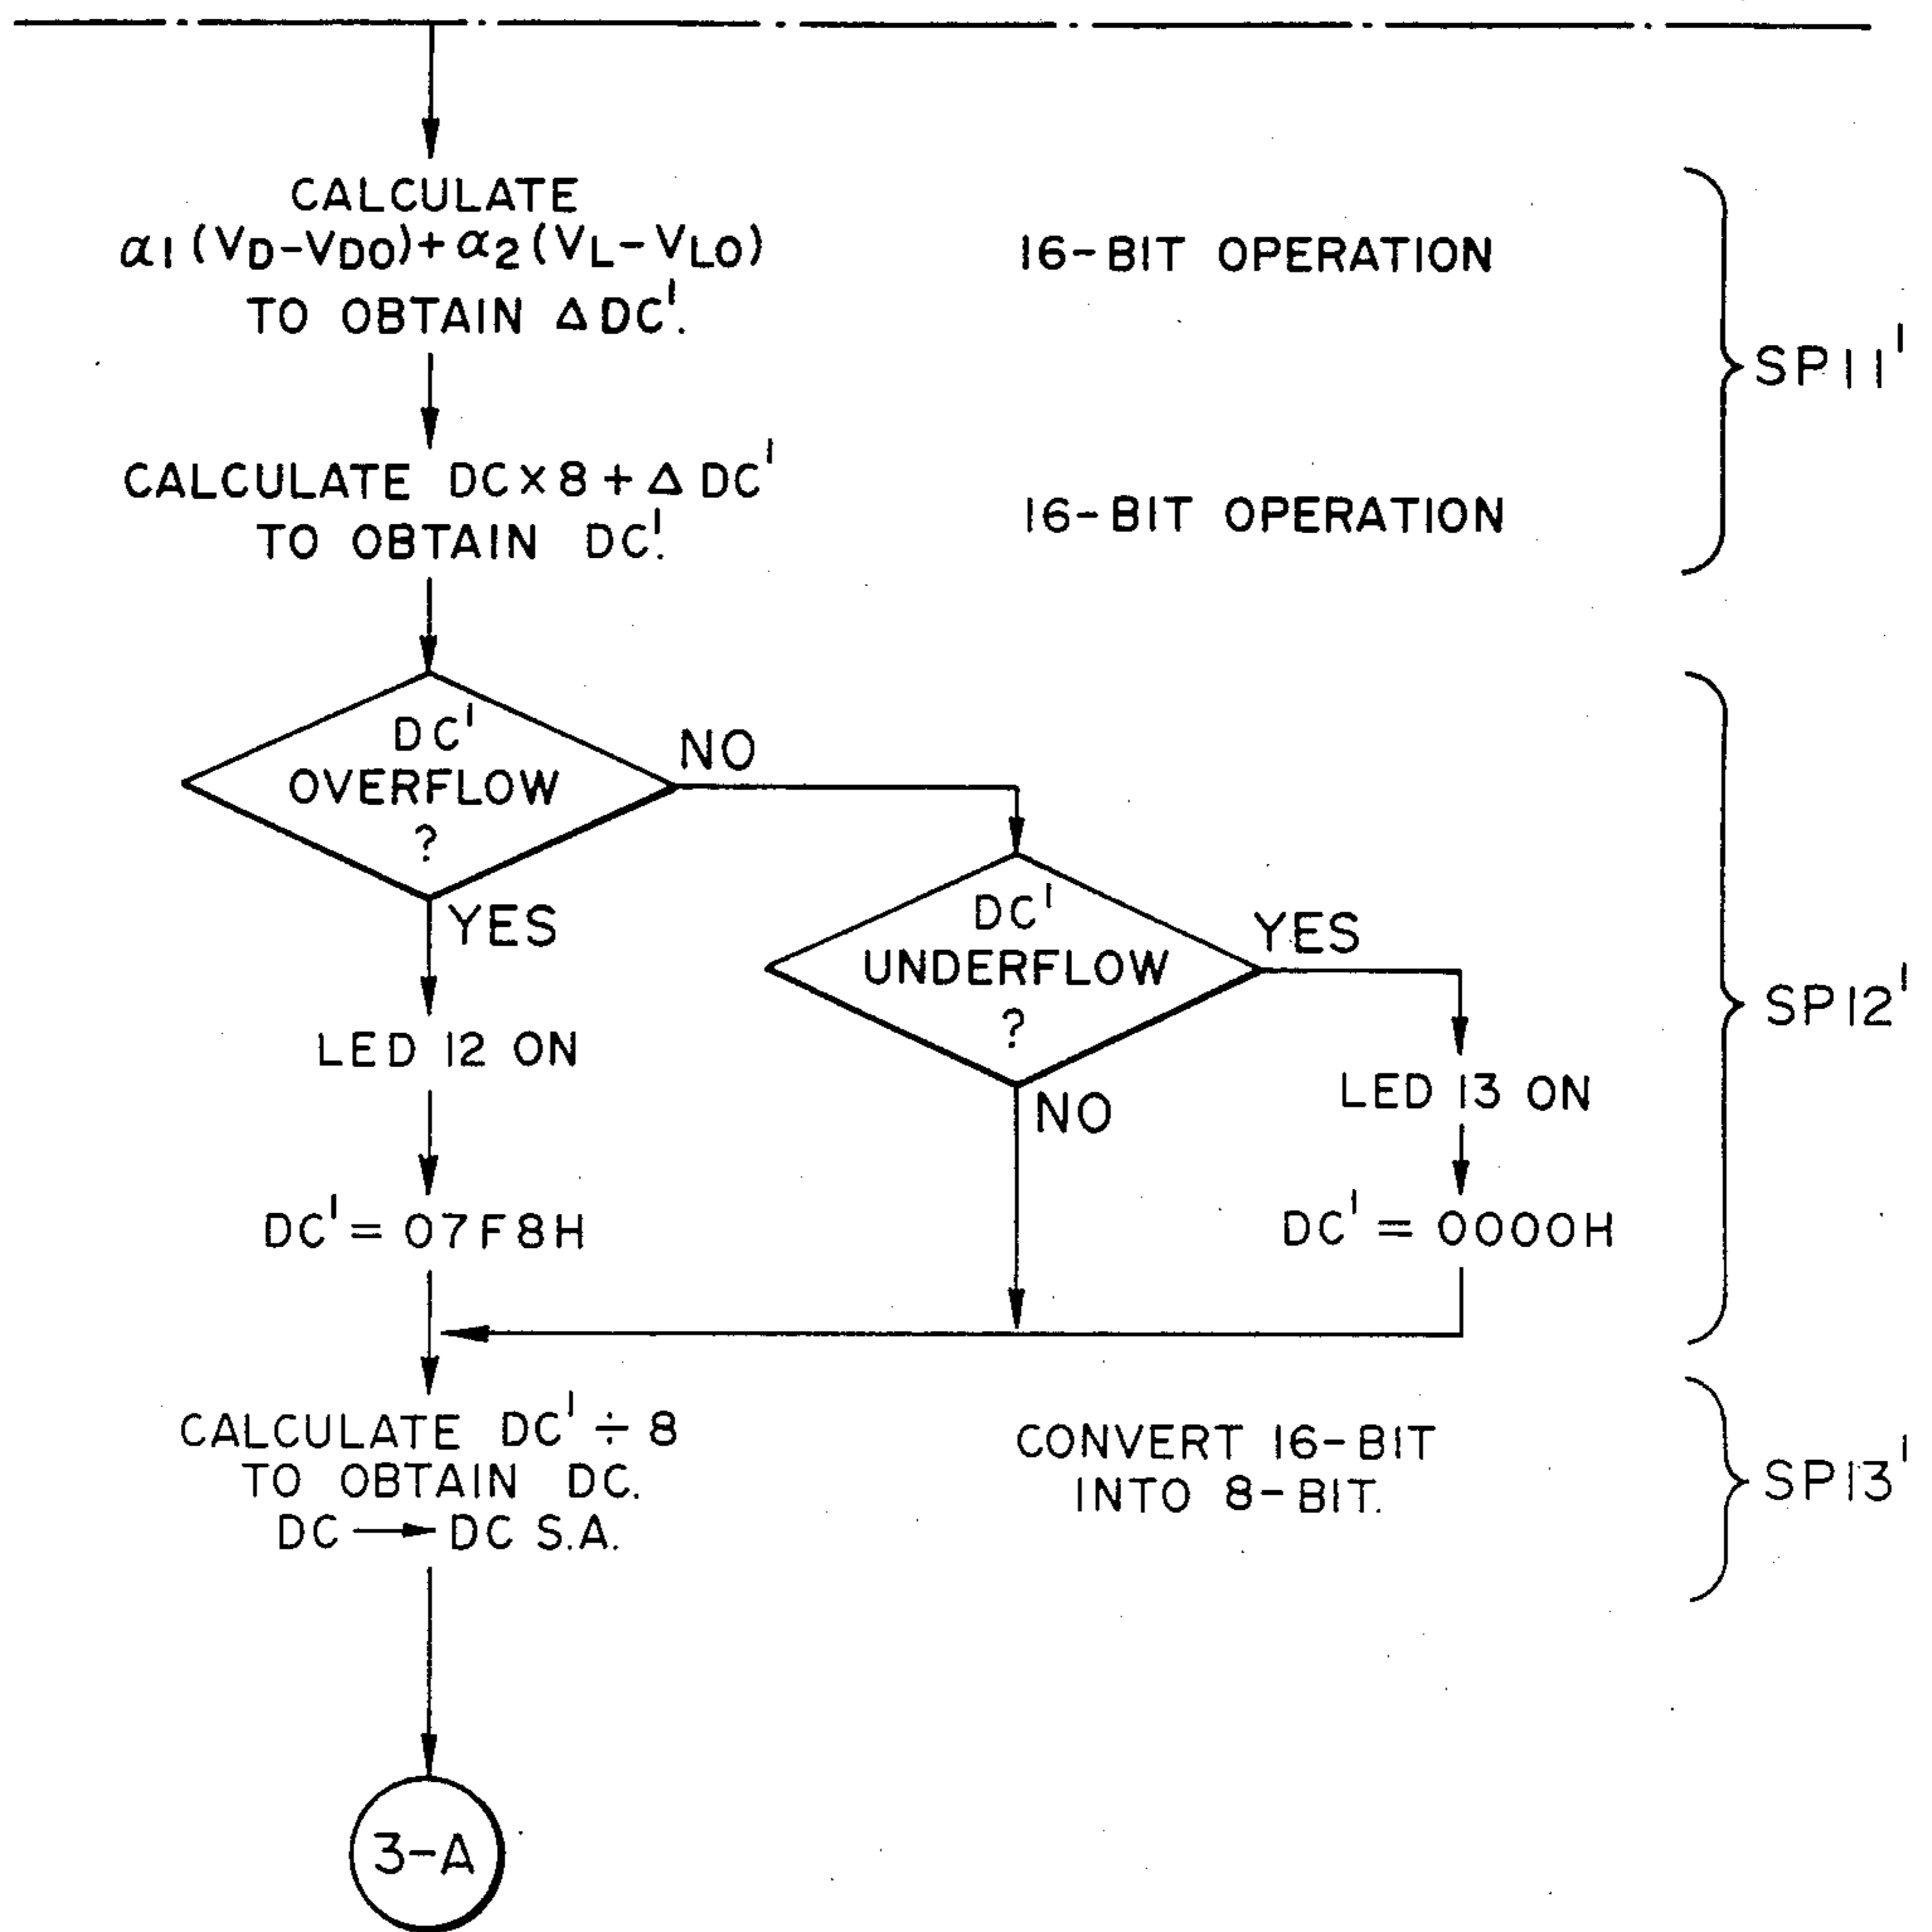 CALCULATE
α1(VD-VDO)+α2(VL-VLO)
TO OBTAIN ΔDC'.
16-BIT OPERATION
CALCULATE DC×8+ΔDC'
TO OBTAIN DC'.
16-BIT OPERATION
SP11'
DC'
OVERFLOW
?
NO
YES
DC'
UNDERFLOW
?
YES
NO
LED 12 ON
LED 13 ON
DC'=07F8H
DC'=0000H
SP12'
CALCULATE DC'÷8
TO OBTAIN DC.
DC → DC S.A.
CONVERT 16-BIT
INTO 8-BIT.
SP13'
3-A